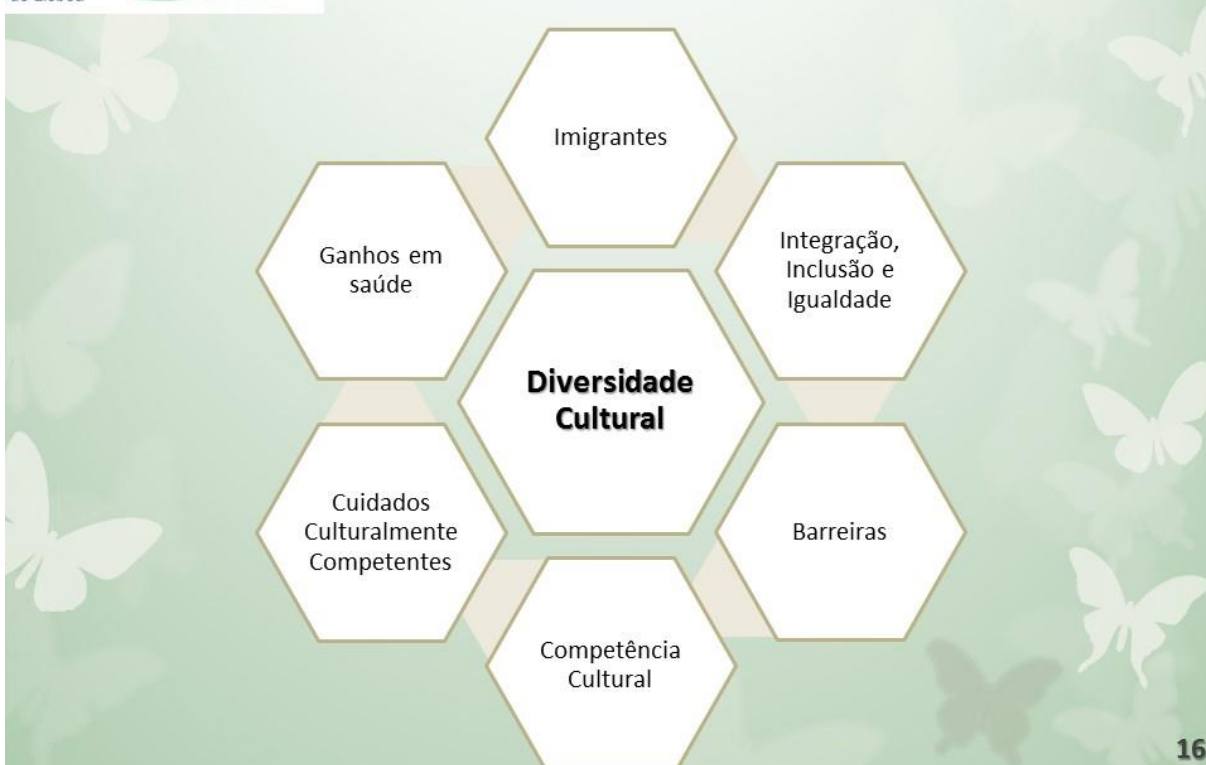 Imigrantes
Integração,
Inclusão e
Igualdade
Barreiras
Competência
Cultural
Cuidados
Culturalmente
Competentes
Ganhos em
saúde
Diversidade
Cultural
16